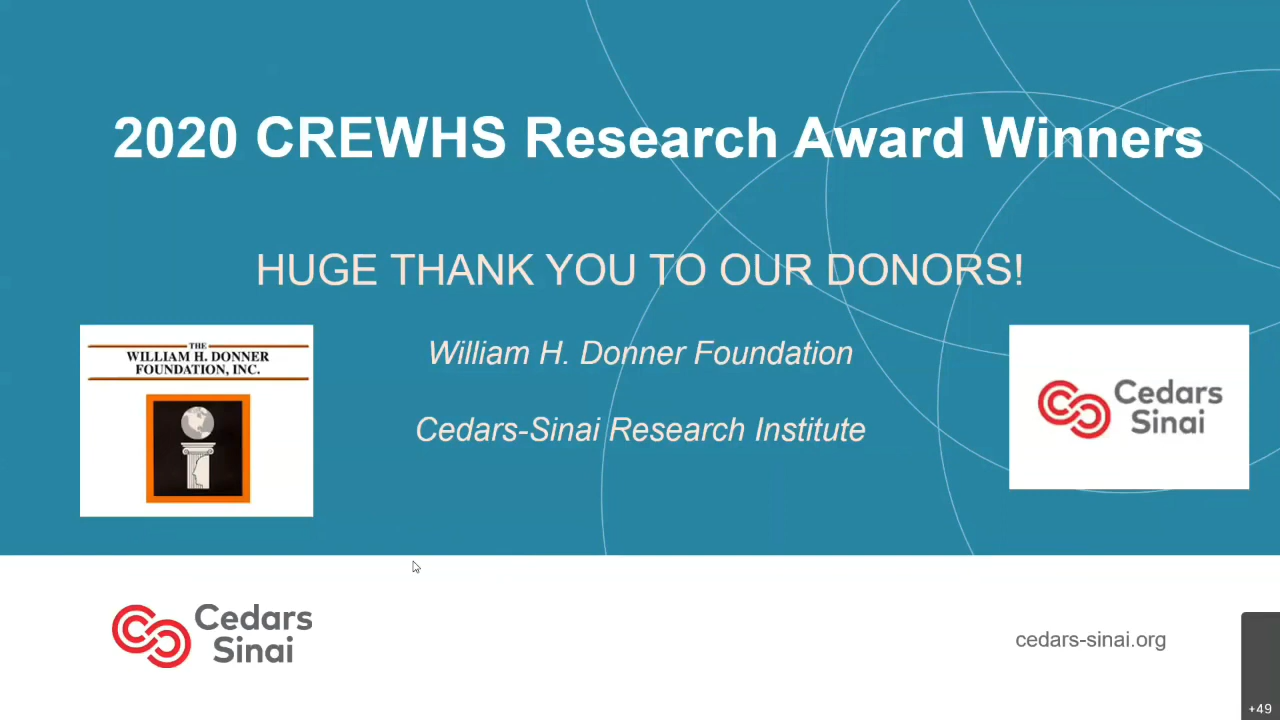 2020 CREWHS Research Award Winners
HUGE THANK YOU TO OUR DONORS!
THE
WILLIAM H. DONNER
FOUNDATION, INC.
William H. Donner Foundation
Cedars-Sinai Research Institute
Cedars
Sinai
Cedars
Sinai
cedars-sinai.org
+49